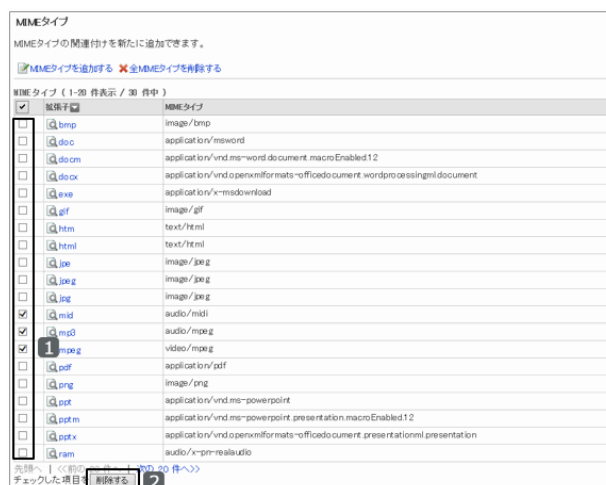 MIMEタイプ
MIMEタイプの関連付けを新たに追加できます。
MIMEタイプを追加する 全MIMEタイプを削除する
MIMEタイプ ( 1-20 件表示 / 30 件中 )
拡張子 MIMEタイプ
bmp image/bmp
doc application/msword
docm application/vnd.ms-word.document.macroEnabled.12
docx application/vnd.openxmlformats-officedocument.wordprocessingml.document
exe application/x-msdownload
gif image/gif
htm text/html
html text/html
jpe image/jpeg
jpeg image/jpeg
jpg image/jpeg
mid audio/midi
mp3 audio/mpeg
1 mpeg video/mpeg
pdf application/pdf
png image/png
ppt application/vnd.ms-powerpoint
pptm application/vnd.ms-powerpoint.presentation.macroEnabled.12
pptx application/vnd.openxmlformats-officedocument.presentationml.presentation
ram audio/x-pn-realaudio
先頭へ | <<前の 20 件へ | 次の 20 件へ>>
チェックした項目を 削除する 2